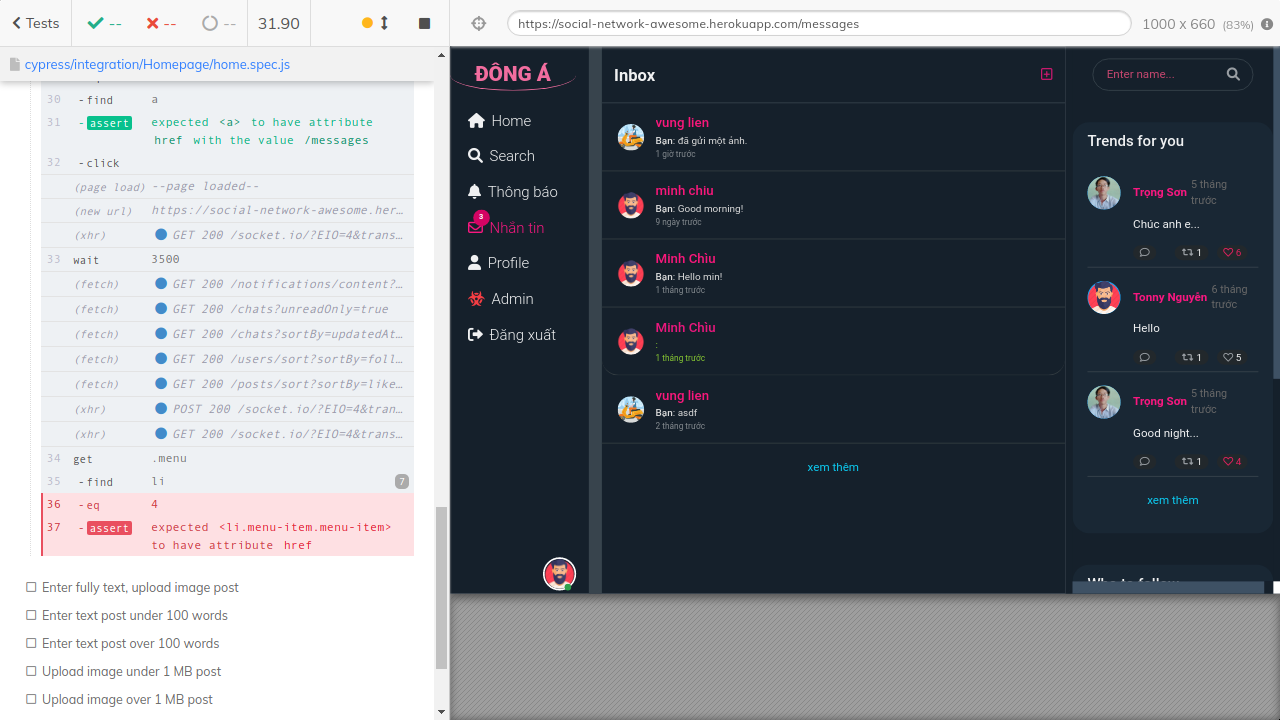 Tests
--
--
--
31.90
cypress/integration/Homepage/home.spec.js
30 -find a
31 -assert expected <a> to have attribute
href with the value /messages
32 -click
(page load) --page loaded--
(new url) https://social-network-awesome.her...
(xhr) GET 200 /socket.io/?EIO=4&trans...
33 wait 3500
(fetch) GET 200 /notifications/content?...
(fetch) GET 200 /chats?unreadOnly=true
(fetch) GET 200 /chats?sortBy=updatedAt...
(fetch) GET 200 /users/sort?sortBy=foll...
(fetch) GET 200 /posts/sort?sortBy=like...
(xhr) POST 200 /socket.io/?EIO=4&tran...
(xhr) GET 200 /socket.io/?EIO=4&trans...
34 get .menu
35 -find li 7
36 -eq 4
37 -assert expected <li.menu-item.menu-item>
to have attribute href
Enter fully text, upload image post
Enter text post under 100 words
Enter text post over 100 words
Upload image under 1 MB post
Upload image over 1 MB post
https://social-network-awesome.herokuapp.com/messages
1000 x 660 (83%)
ĐÔNG Á
Home
Search
Thông báo
3
Nhắn tin
Profile
Admin
Đăng xuất
Inbox
vung lien
Bạn: đã gửi một ảnh.
1 giờ trước
minh chiu
Bạn: Good morning!
9 ngày trước
Minh Chìu
Bạn: Hello min!
1 tháng trước
Minh Chìu
:
1 tháng trước
vung lien
Bạn: asdf
2 tháng trước
xem thêm
Enter name...
Trends for you
Trọng Sơn 5 tháng
trước
Chúc anh e...
1 6
Tonny Nguyễn 6 tháng
trước
Hello
1 5
Trọng Sơn 5 tháng
trước
Good night...
1 4
xem thêm
Who to follow